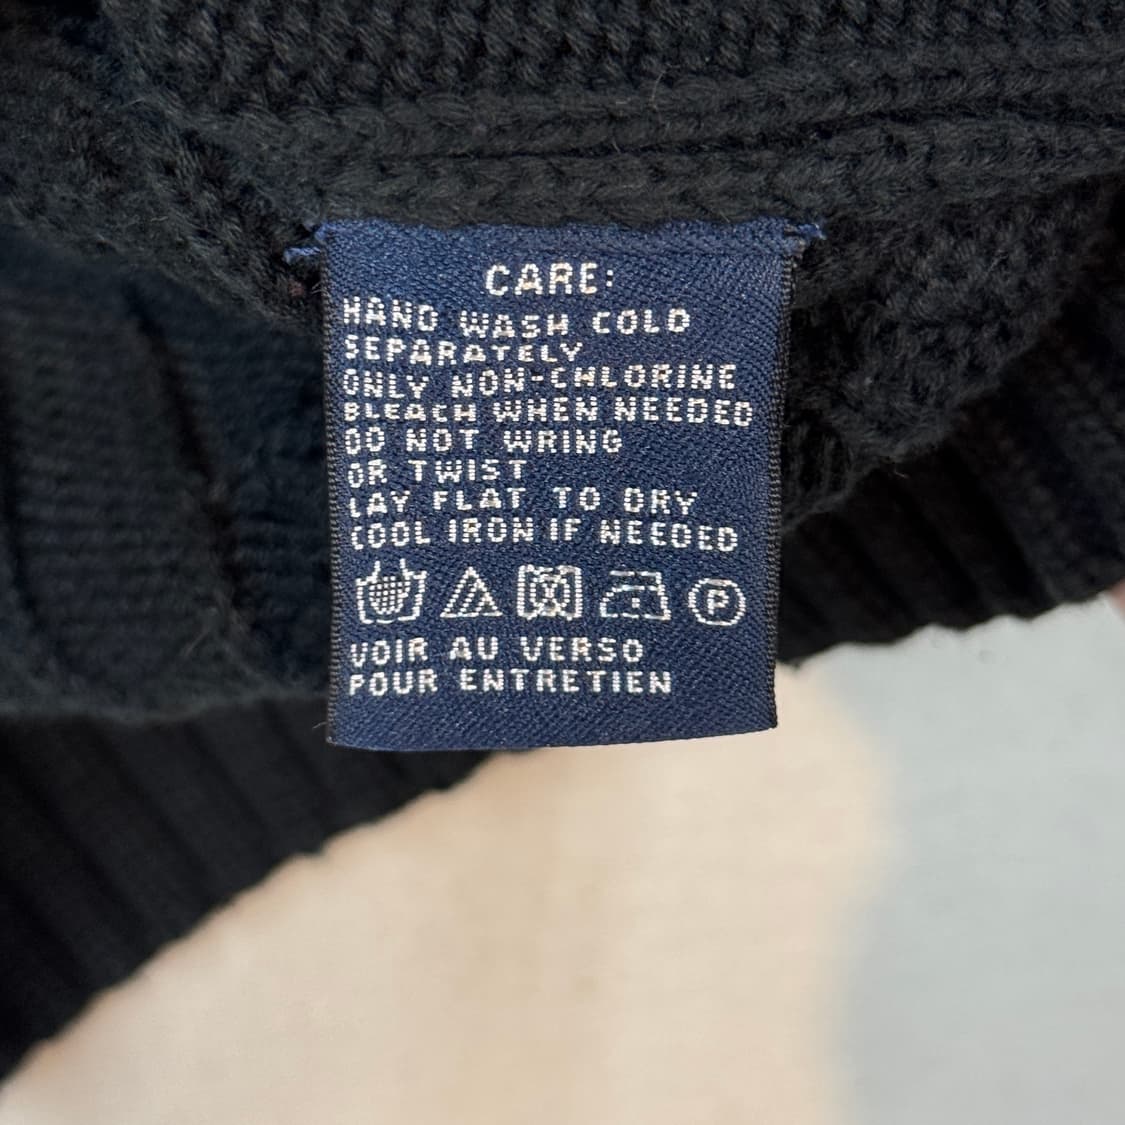 CARE:
HAND WASH COLD
SEPARATELY
ONLY NON-CHLORINE
BLEACH WHEN NEEDED
DO NOT WRING
OR TWIST
LAY FLAT TO DRY
COOL IRON IF NEEDED
P
VOIR AU VERSO
POUR ENTRETIEN